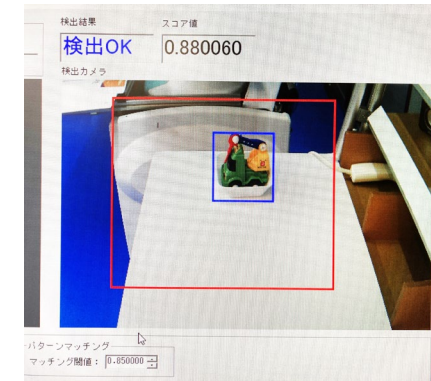 検出結果
スコア値
検出OK
0.880060
検出カメラ
パターンマッチング
マッチング閾値：
0.850000